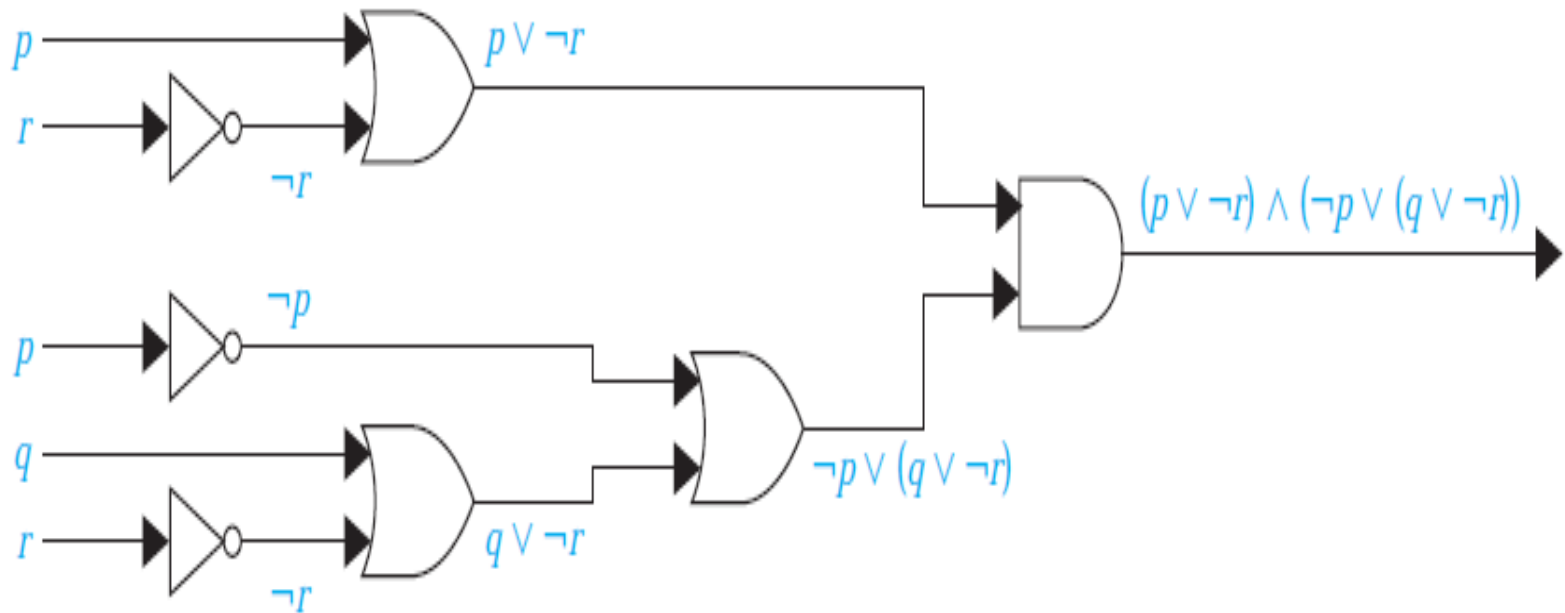 p
p ∨ ¬r
r
¬r
(p ∨ ¬r) ∧ (¬p ∨ (q ∨ ¬r))
¬p
p
q
¬p ∨ (q ∨ ¬r)
r
q ∨ ¬r
¬r